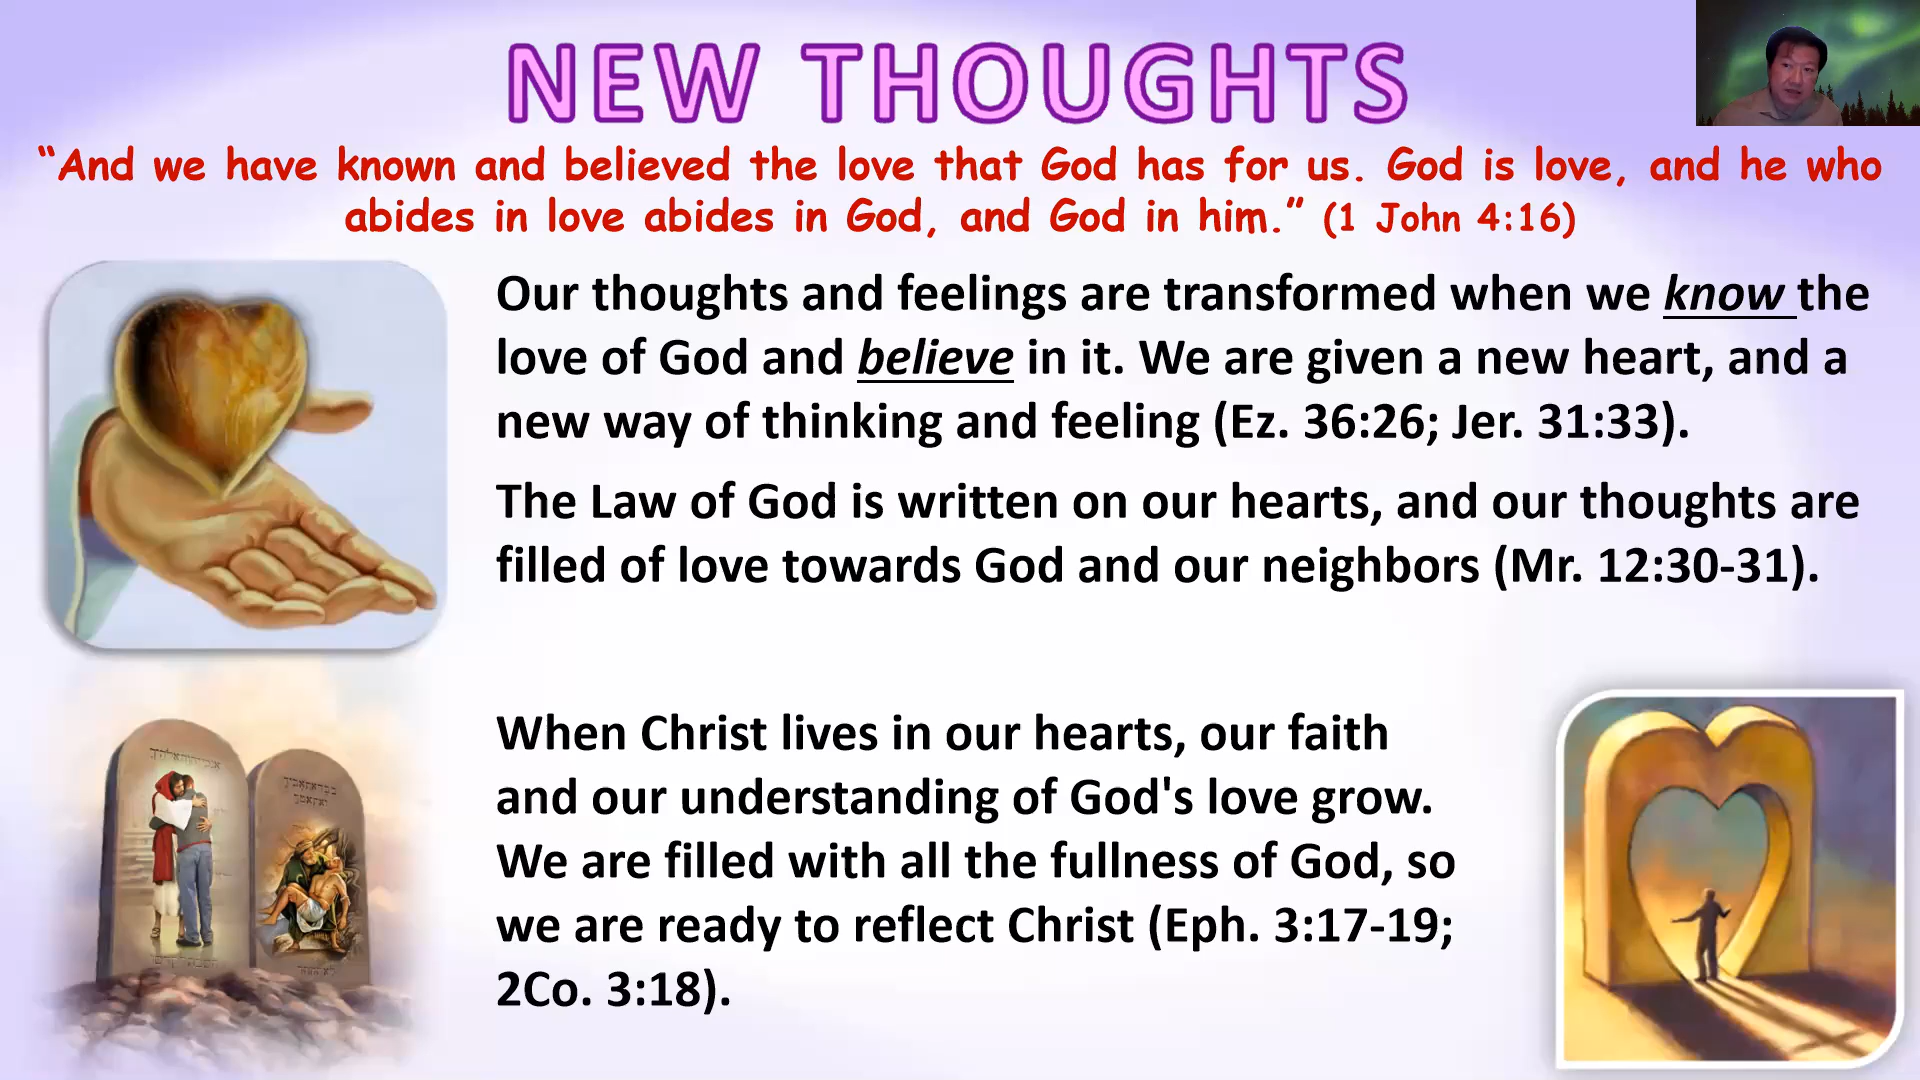 NEW THOUGHTS
“And we have known and believed the love that God has for us. God is love, and he who
abides in love abides in God, and God in him.” (1 John 4:16)
Our thoughts and feelings are transformed when we know the
love of God and believe in it. We are given a new heart, and a
new way of thinking and feeling (Ez. 36:26; Jer. 31:33).
The Law of God is written on our hearts, and our thoughts are
filled of love towards God and our neighbors (Mr. 12:30-31).
When Christ lives in our hearts, our faith
and our understanding of God's love grow.
We are filled with all the fullness of God, so
we are ready to reflect Christ (Eph. 3:17-19;
2Co. 3:18).